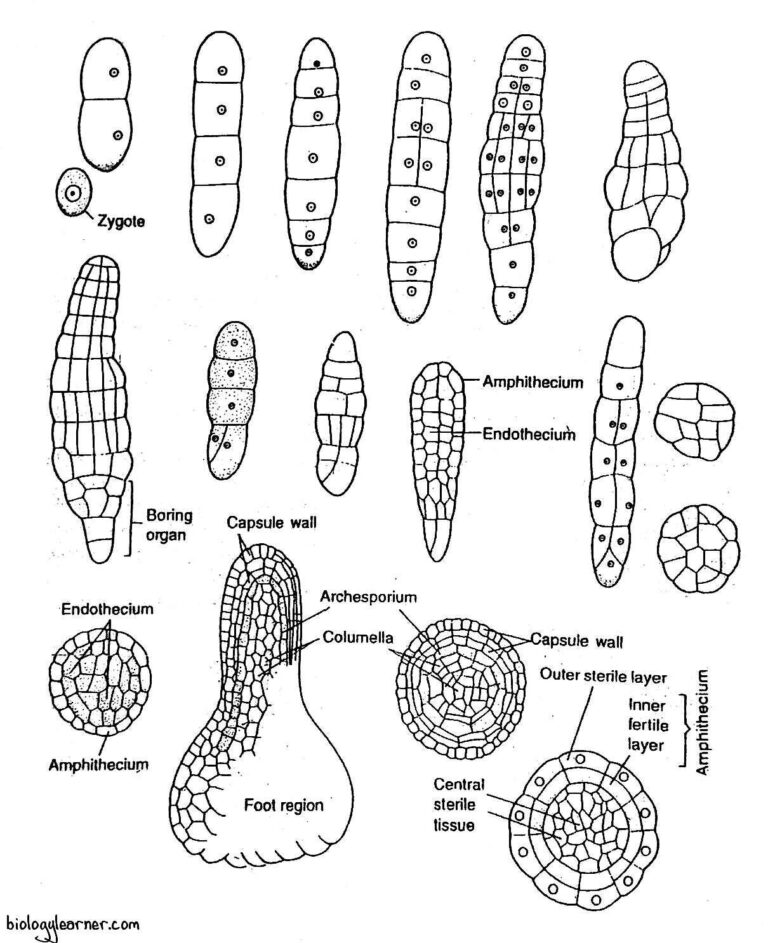 Zygote
Amphithecium
Endothecium
Boring
organ
Capsule wall
Endothecium
Archesporium
Columella
Capsule wall
Outer sterile layer
Inner
fertile
layer
Amphithecium
Amphithecium
Foot region
Central
sterile
tissue
biologylearner.com